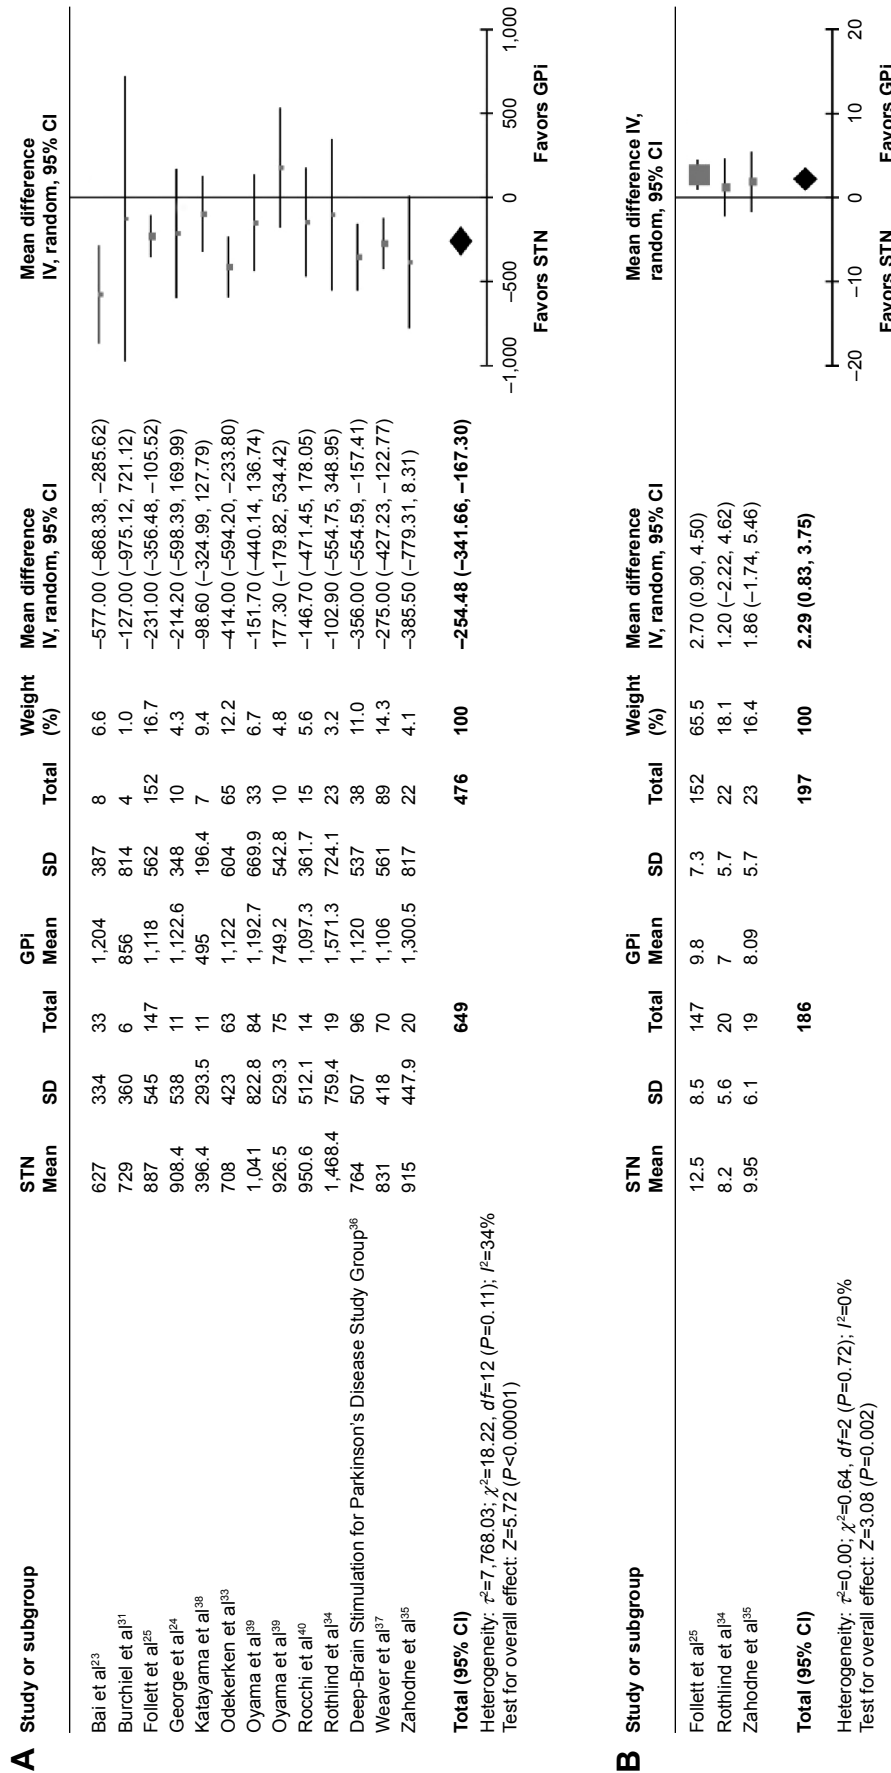 A
Study or subgroup STN Mean SD Total GPi Mean SD Total Weight (%) Mean difference IV, random, 95% CI Mean difference IV, random, 95% CI
Bai et al23 627 334 33 1,204 387 8 6.6 −577.00 (−868.38, −285.62)
Burchiel et al31 729 360 6 856 814 4 1.0 −127.00 (−975.12, 721.12)
Follett et al25 887 545 147 1,118 562 152 16.7 −231.00 (−356.48, −105.52)
George et al24 908.4 538 11 1,122.6 348 10 4.3 −214.20 (−598.39, 169.99)
Katayama et al38 396.4 293.5 11 495 196.4 7 9.4 −98.60 (−324.99, 127.79)
Odekerken et al33 708 423 63 1,122 604 65 12.2 −414.00 (−594.20, −233.80)
Oyama et al39 1,041 822.8 84 1,192.7 669.9 33 6.7 −151.70 (−440.14, 136.74)
Oyama et al39 926.5 529.3 75 749.2 542.8 10 4.8 177.30 (−179.82, 534.42)
Rocchi et al40 950.6 512.1 14 1,097.3 361.7 15 5.6 −146.70 (−471.45, 178.05)
Rothlind et al34 1,468.4 759.4 19 1,571.3 724.1 23 3.2 −102.90 (−554.75, 348.95)
Deep-Brain Stimulation for Parkinson's Disease Study Group36 764 507 96 1,120 537 38 11.0 −356.00 (−554.59, −157.41)
Weaver et al37 831 418 70 1,106 561 89 14.3 −275.00 (−427.23, −122.77)
Zahodne et al35 915 447.9 20 1,300.5 817 22 4.1 −385.50 (−779.31, 8.31)
Total (95% CI) 649 476 100 −254.48 (−341.66, −167.30)
Heterogeneity: τ²=7,768.03; χ²=18.22, df=12 (P=0.11); I²=34%
Test for overall effect: Z=5.72 (P<0.00001)
−1,000 −500 0 500 1,000
Favors STN Favors GPi
B
Study or subgroup STN Mean SD Total GPi Mean SD Total Weight (%) Mean difference IV, random, 95% CI Mean difference IV, random, 95% CI
Follett et al25 12.5 8.5 147 9.8 7.3 152 65.5 2.70 (0.90, 4.50)
Rothlind et al34 8.2 5.6 20 7 5.7 22 18.1 1.20 (−2.22, 4.62)
Zahodne et al35 9.95 6.1 19 8.09 5.7 23 16.4 1.86 (−1.74, 5.46)
Total (95% CI) 186 197 100 2.29 (0.83, 3.75)
Heterogeneity: τ²=0.00; χ²=0.64, df=2 (P=0.72); I²=0%
Test for overall effect: Z=3.08 (P=0.002)
−20 −10 0 10 20
Favors STN Favors GPi